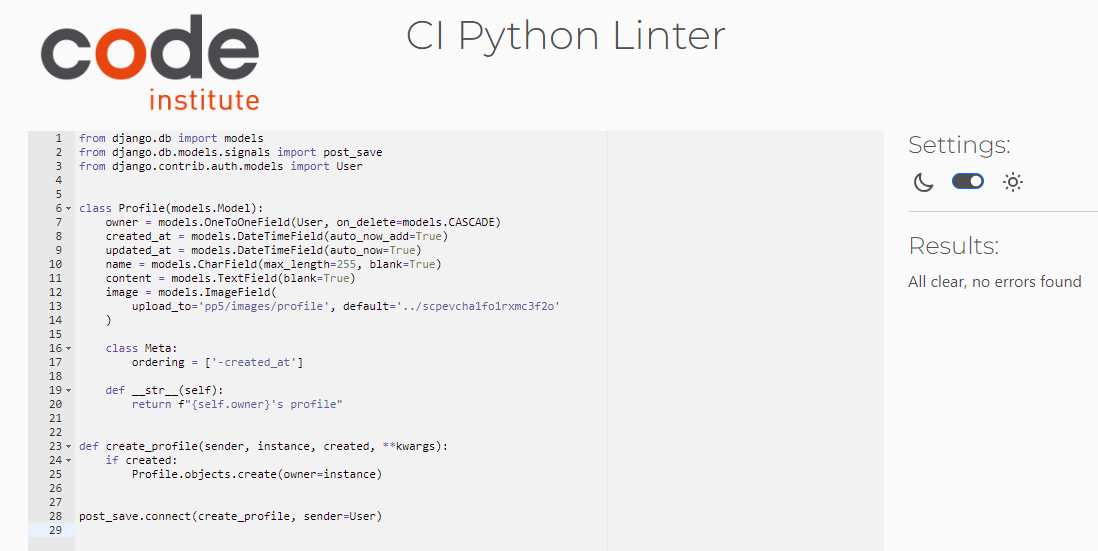 code
institute
CI Python Linter
1 from django.db import models
2 from django.db.models.signals import post_save
3 from django.contrib.auth.models import User
4
5
6 class Profile(models.Model):
7     owner = models.OneToOneField(User, on_delete=models.CASCADE)
8     created_at = models.DateTimeField(auto_now_add=True)
9     updated_at = models.DateTimeField(auto_now=True)
10     name = models.CharField(max_length=255, blank=True)
11     content = models.TextField(blank=True)
12     image = models.ImageField(
13         upload_to='pp5/images/profile', default='../scpevcha1fo1rxmc3f2o'
14     )
15
16     class Meta:
17         ordering = ['-created_at']
18
19     def __str__(self):
20         return f"{self.owner}'s profile"
21
22
23 def create_profile(sender, instance, created, **kwargs):
24     if created:
25         Profile.objects.create(owner=instance)
26
27
28 post_save.connect(create_profile, sender=User)
29
Settings:
Results:
All clear, no errors found